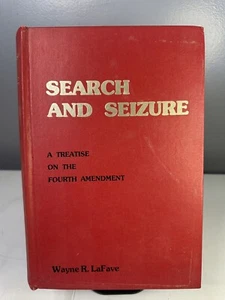 SEARCH
AND SEIZURE
A TREATISE
ON THE
FOURTH AMENDMENT
Wayne R. LaFave